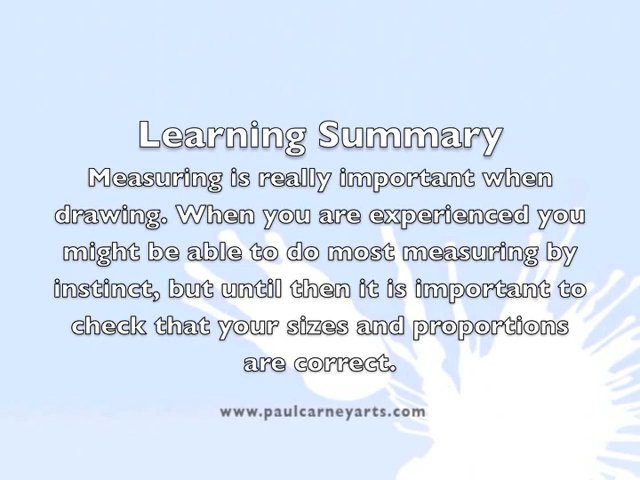 Learning Summary
Measuring is really important when
drawing. When you are experienced you
might be able to do most measuring by
instinct, but until then it is important to
check that your sizes and proportions
are correct.
www.paulcarneyarts.com